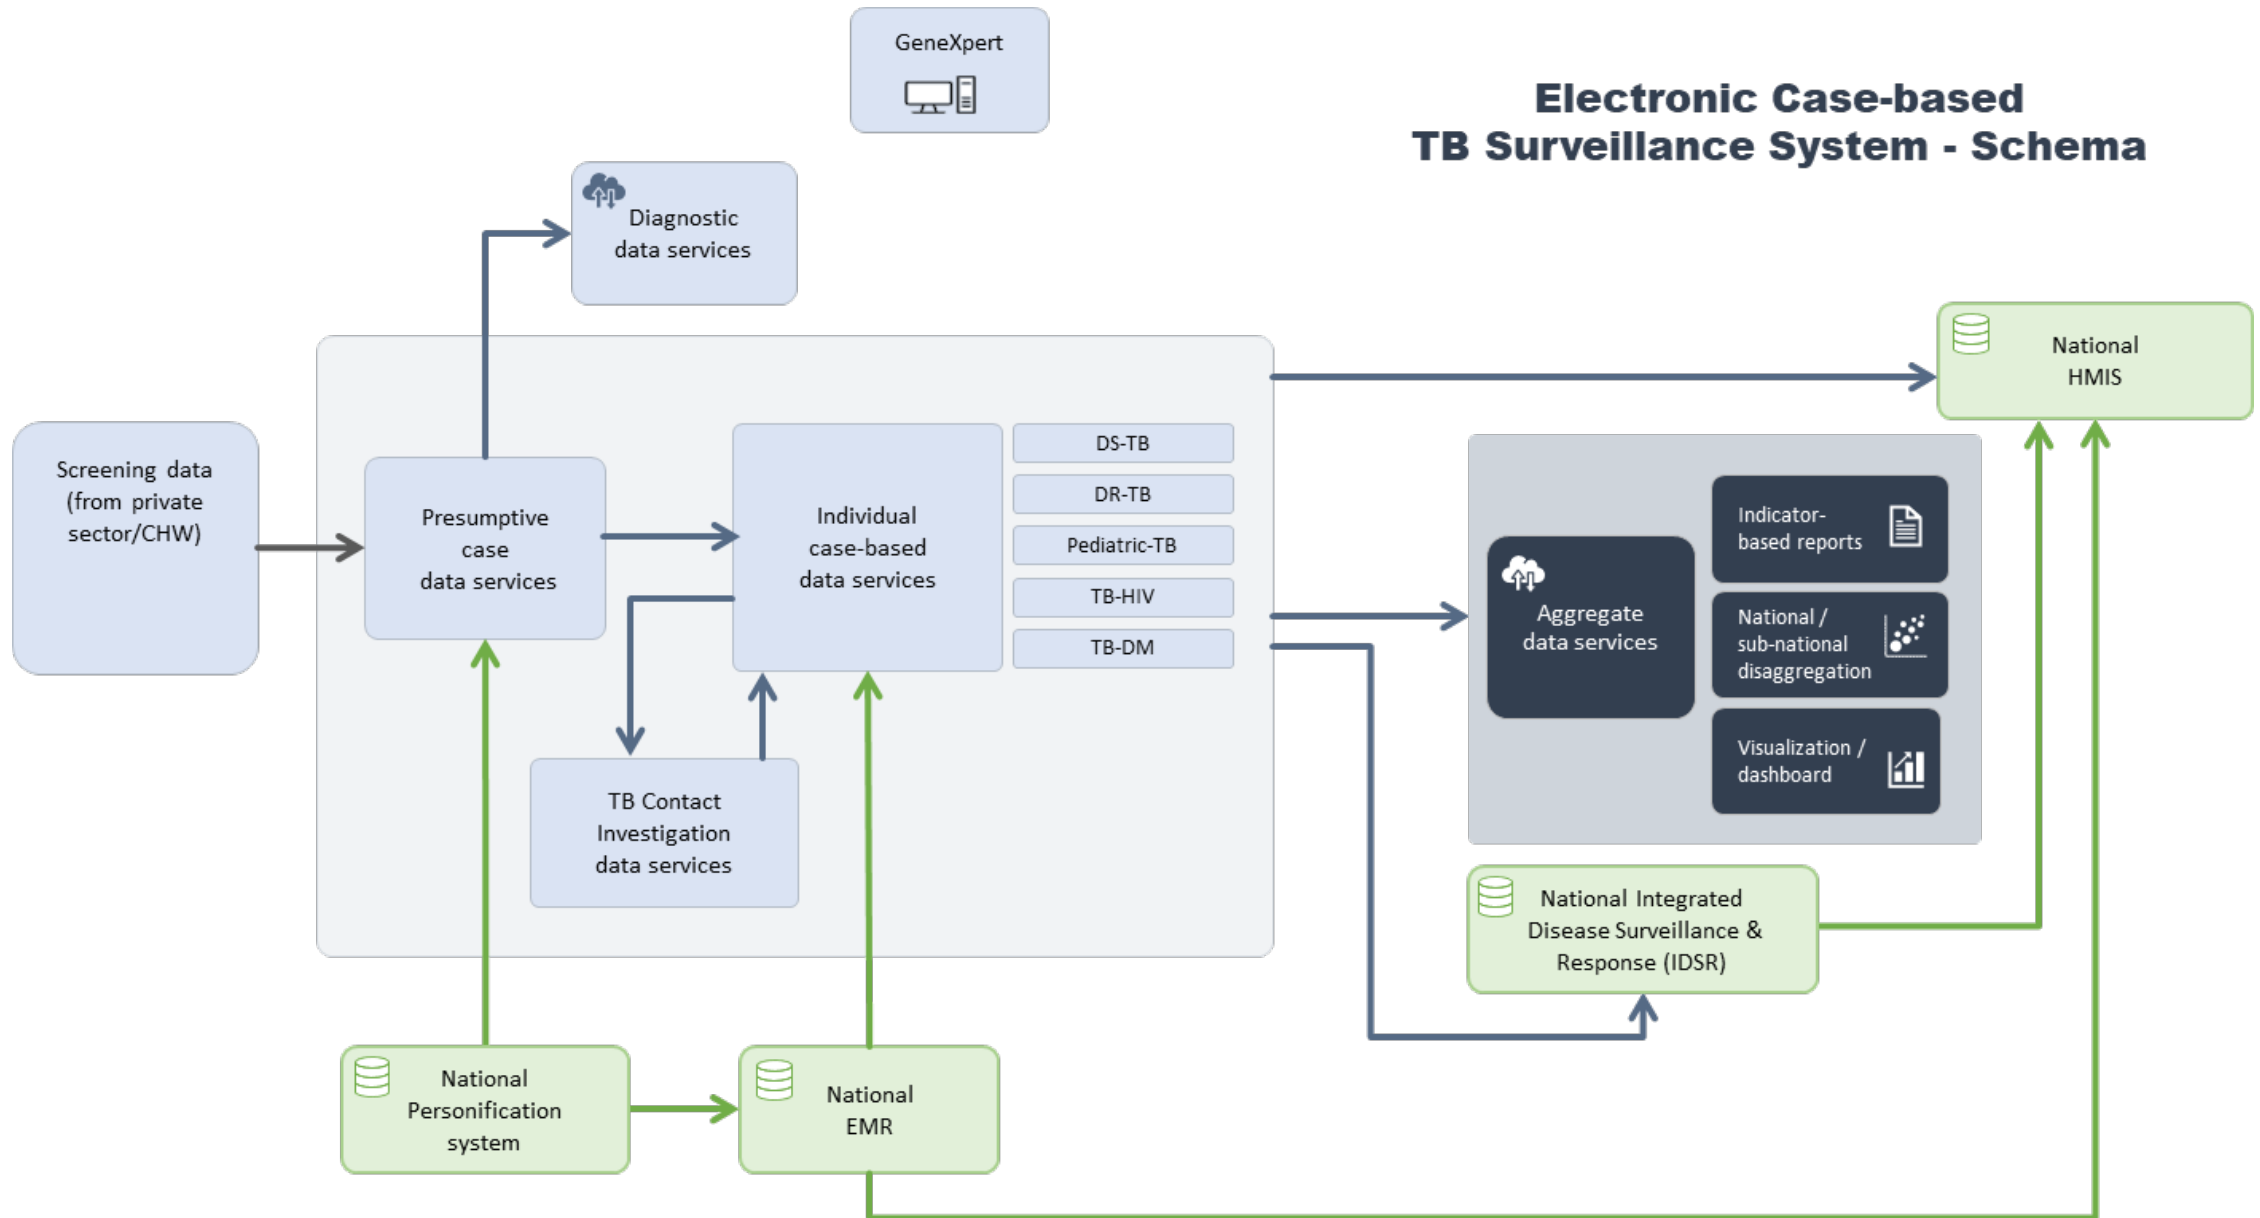 GeneXpert
Electronic Case-based
TB Surveillance System - Schema
Diagnostic
data services
National
HMIS
Screening data
(from private
sector/CHW)
Presumptive
case
data services
Individual
case-based
data services
DS-TB
DR-TB
Pediatric-TB
TB-HIV
TB-DM
Aggregate
data services
Indicator-
based reports
National /
sub-national
disaggregation
Visualization /
dashboard
TB Contact
Investigation
data services
National Integrated
Disease Surveillance &
Response (IDSR)
National
Personification
system
National
EMR